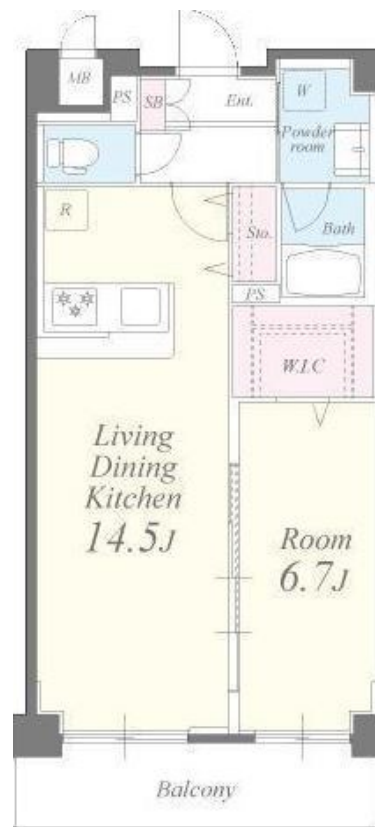 MB
PS
SB
Ent.
W
Powder
room
R
Sto.
Bath
PS
W.I.C
Living
Dining
Kitchen
14.5J
Room
6.7J
Balcony